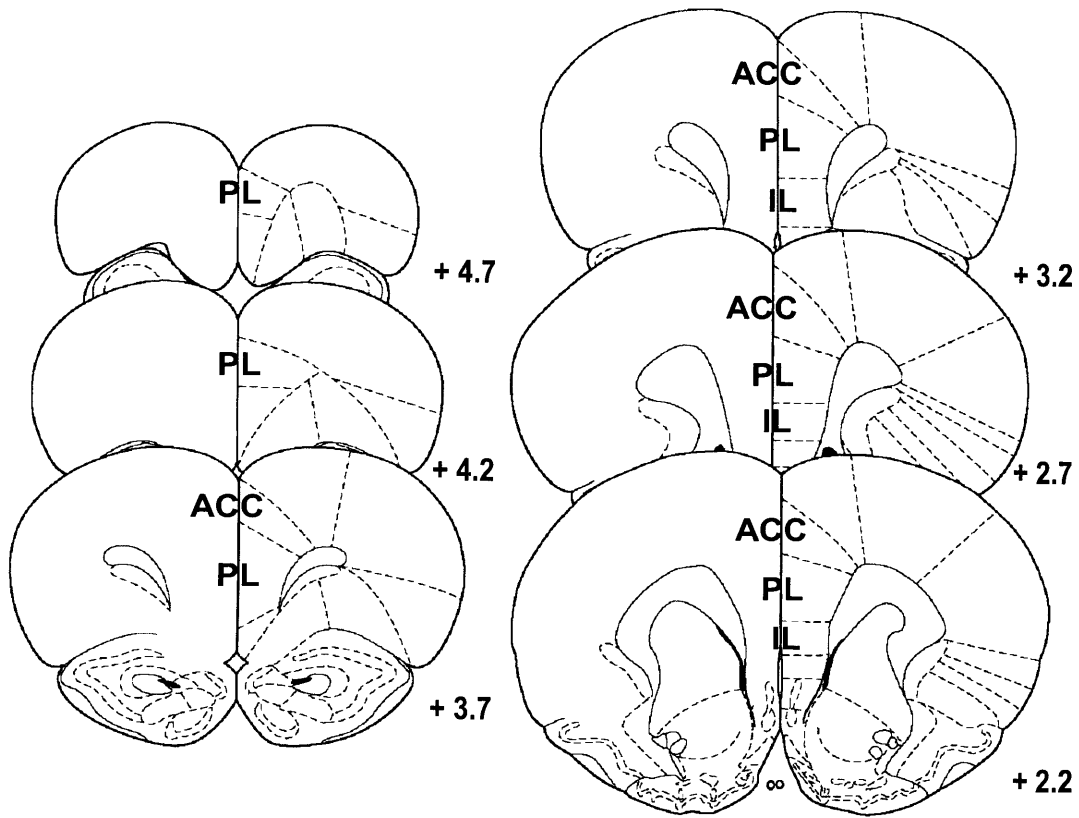 PL
+ 4.7
PL
+ 4.2
ACC
PL
+ 3.7
ACC
PL
IL
+ 3.2
ACC
PL
IL
+ 2.7
ACC
PL
IL
∞
+ 2.2